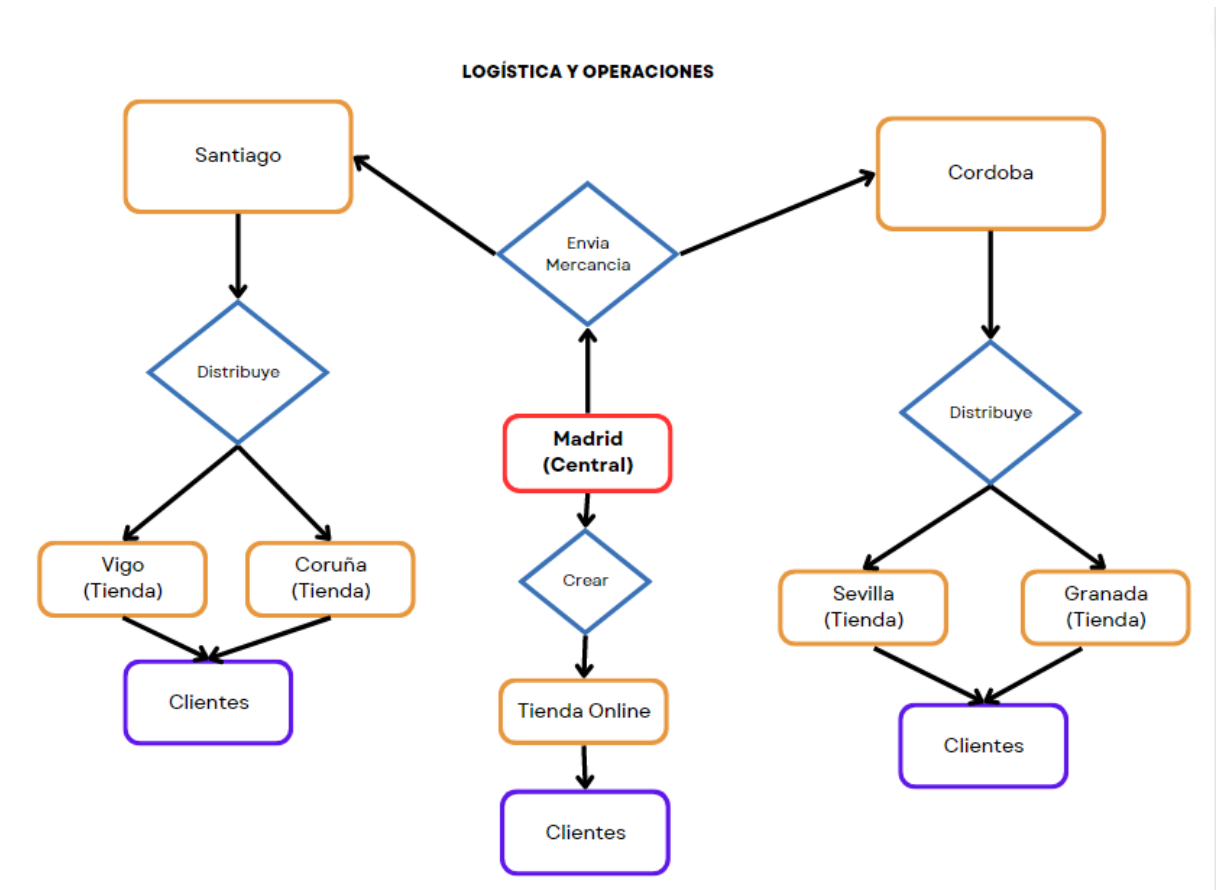 LOGÍSTICA Y OPERACIONES
Santiago
Cordoba
Envia
Mercancia
Distribuye
Distribuye
Madrid
(Central)
Vigo
(Tienda)
Coruña
(Tienda)
Crear
Sevilla
(Tienda)
Granada
(Tienda)
Clientes
Tienda Online
Clientes
Clientes